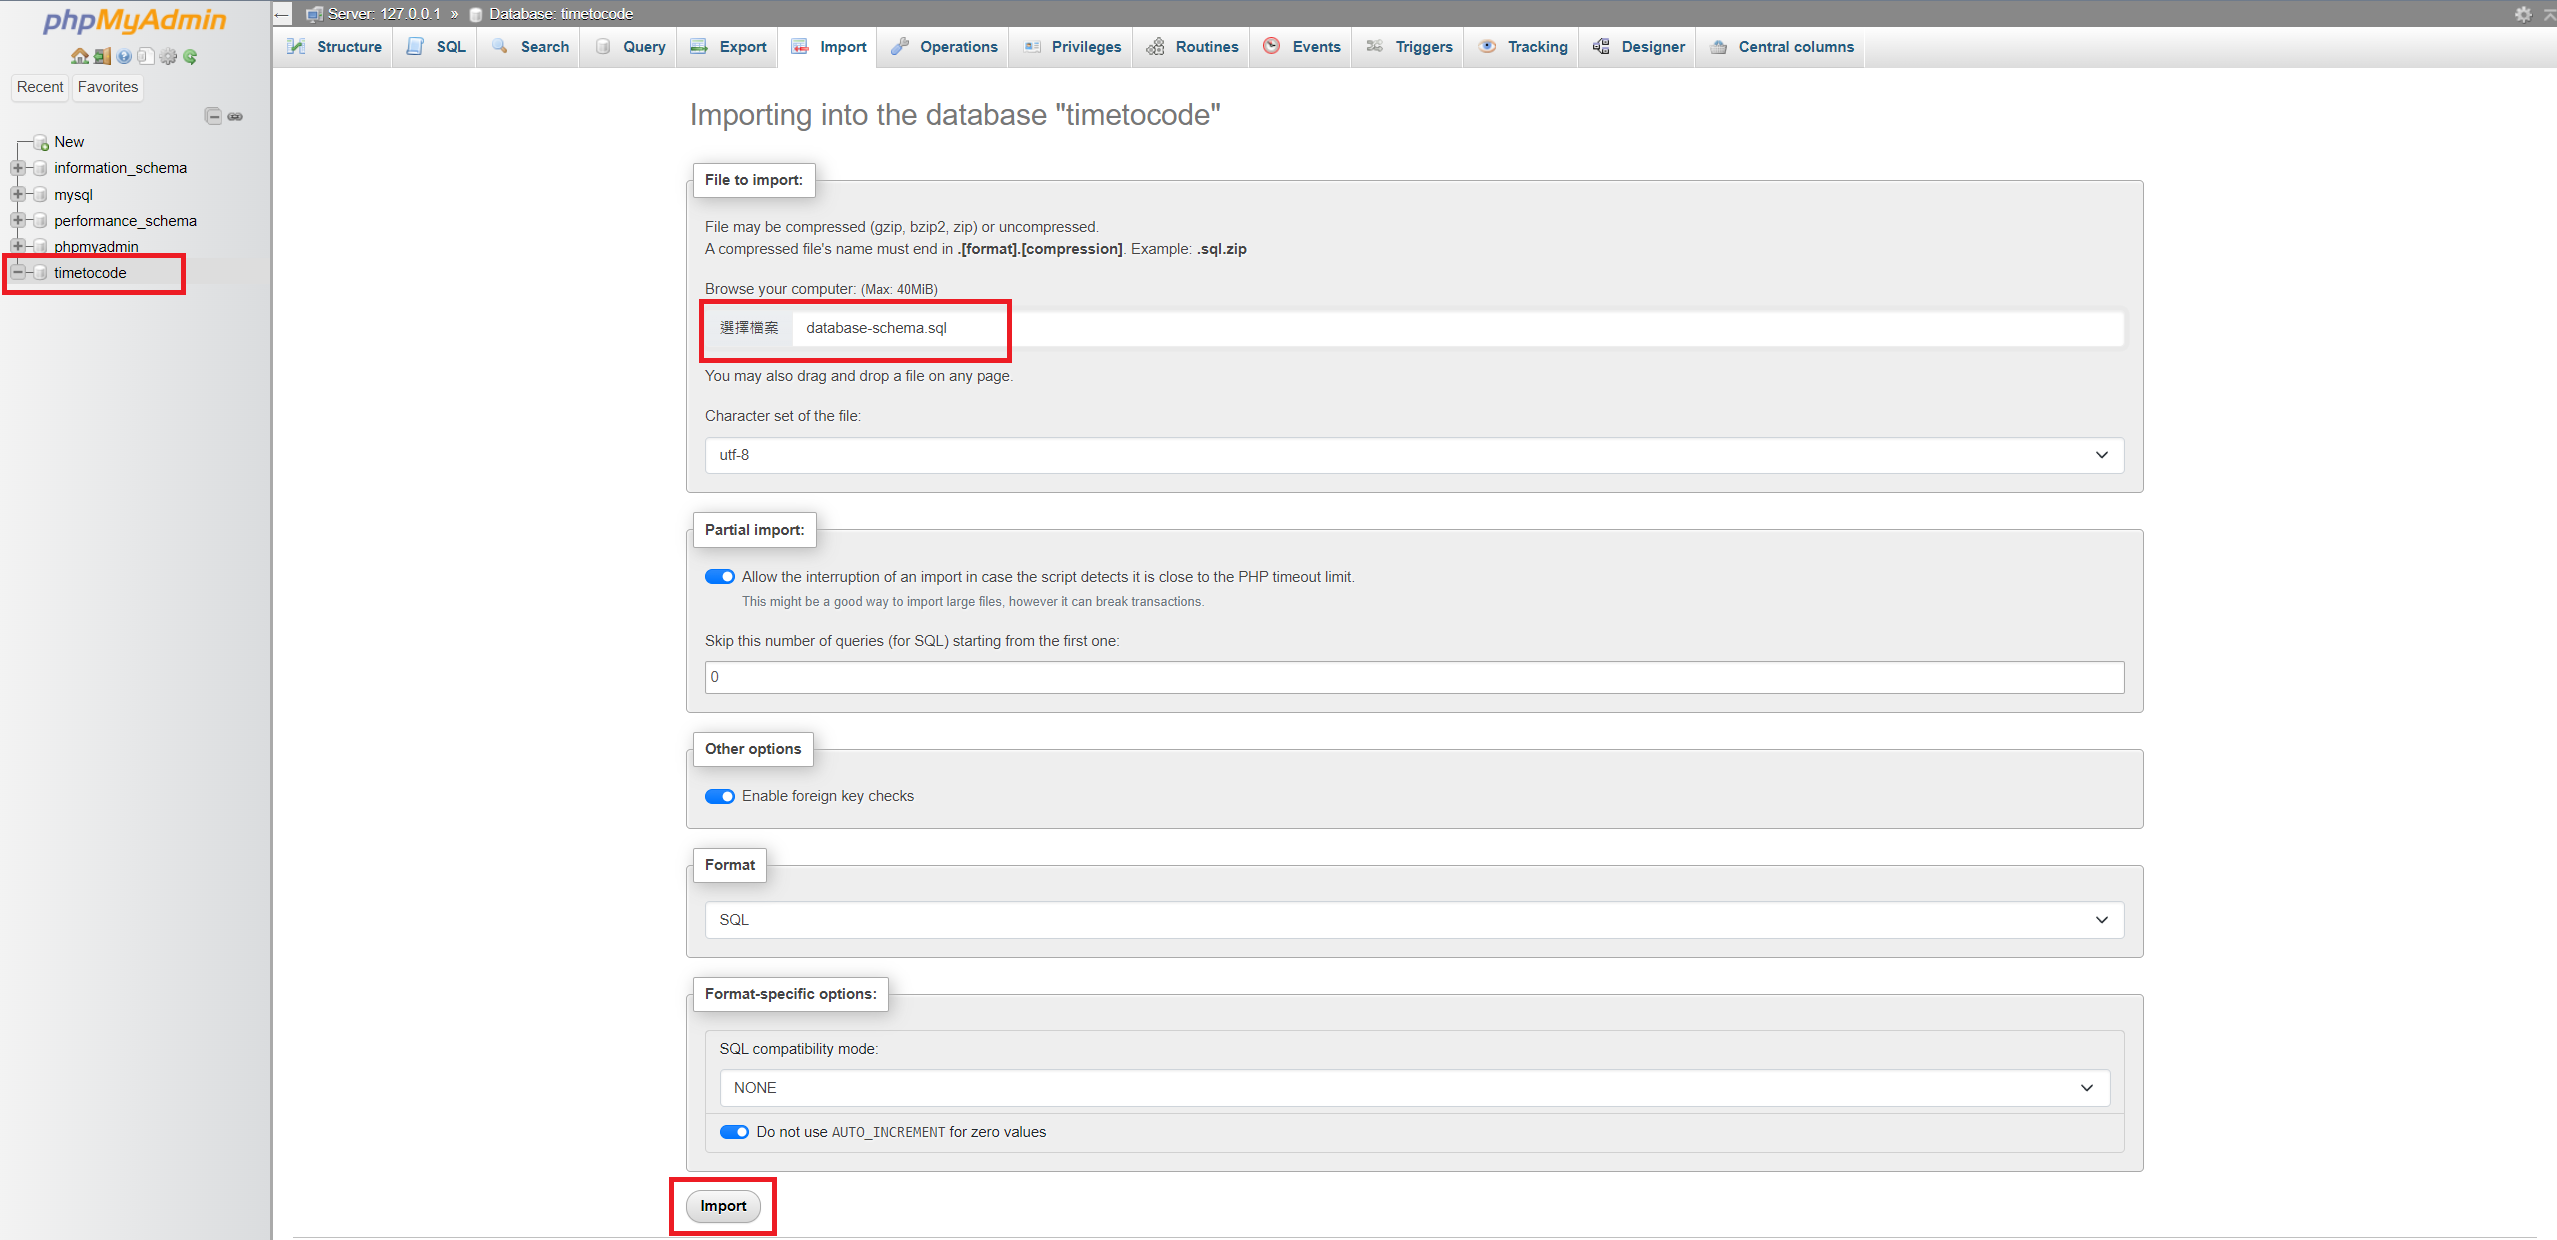 phpMyAdmin
Recent Favorites
New
information_schema
mysql
performance_schema
phpmyadmin
timetocode
Server: 127.0.0.1 » Database: timetocode
Structure SQL Search Query Export Import Operations Privileges Routines Events Triggers Tracking Designer Central columns
Importing into the database "timetocode"
File to import:
File may be compressed (gzip, bzip2, zip) or uncompressed.
A compressed file's name must end in .[format].[compression]. Example: .sql.zip
Browse your computer: (Max: 40MiB)
選擇檔案 database-schema.sql
You may also drag and drop a file on any page.
Character set of the file:
utf-8
Partial import:
Allow the interruption of an import in case the script detects it is close to the PHP timeout limit.
This might be a good way to import large files, however it can break transactions.
Skip this number of queries (for SQL) starting from the first one:
0
Other options
Enable foreign key checks
Format
SQL
Format-specific options:
SQL compatibility mode:
NONE
Do not use AUTO_INCREMENT for zero values
Import